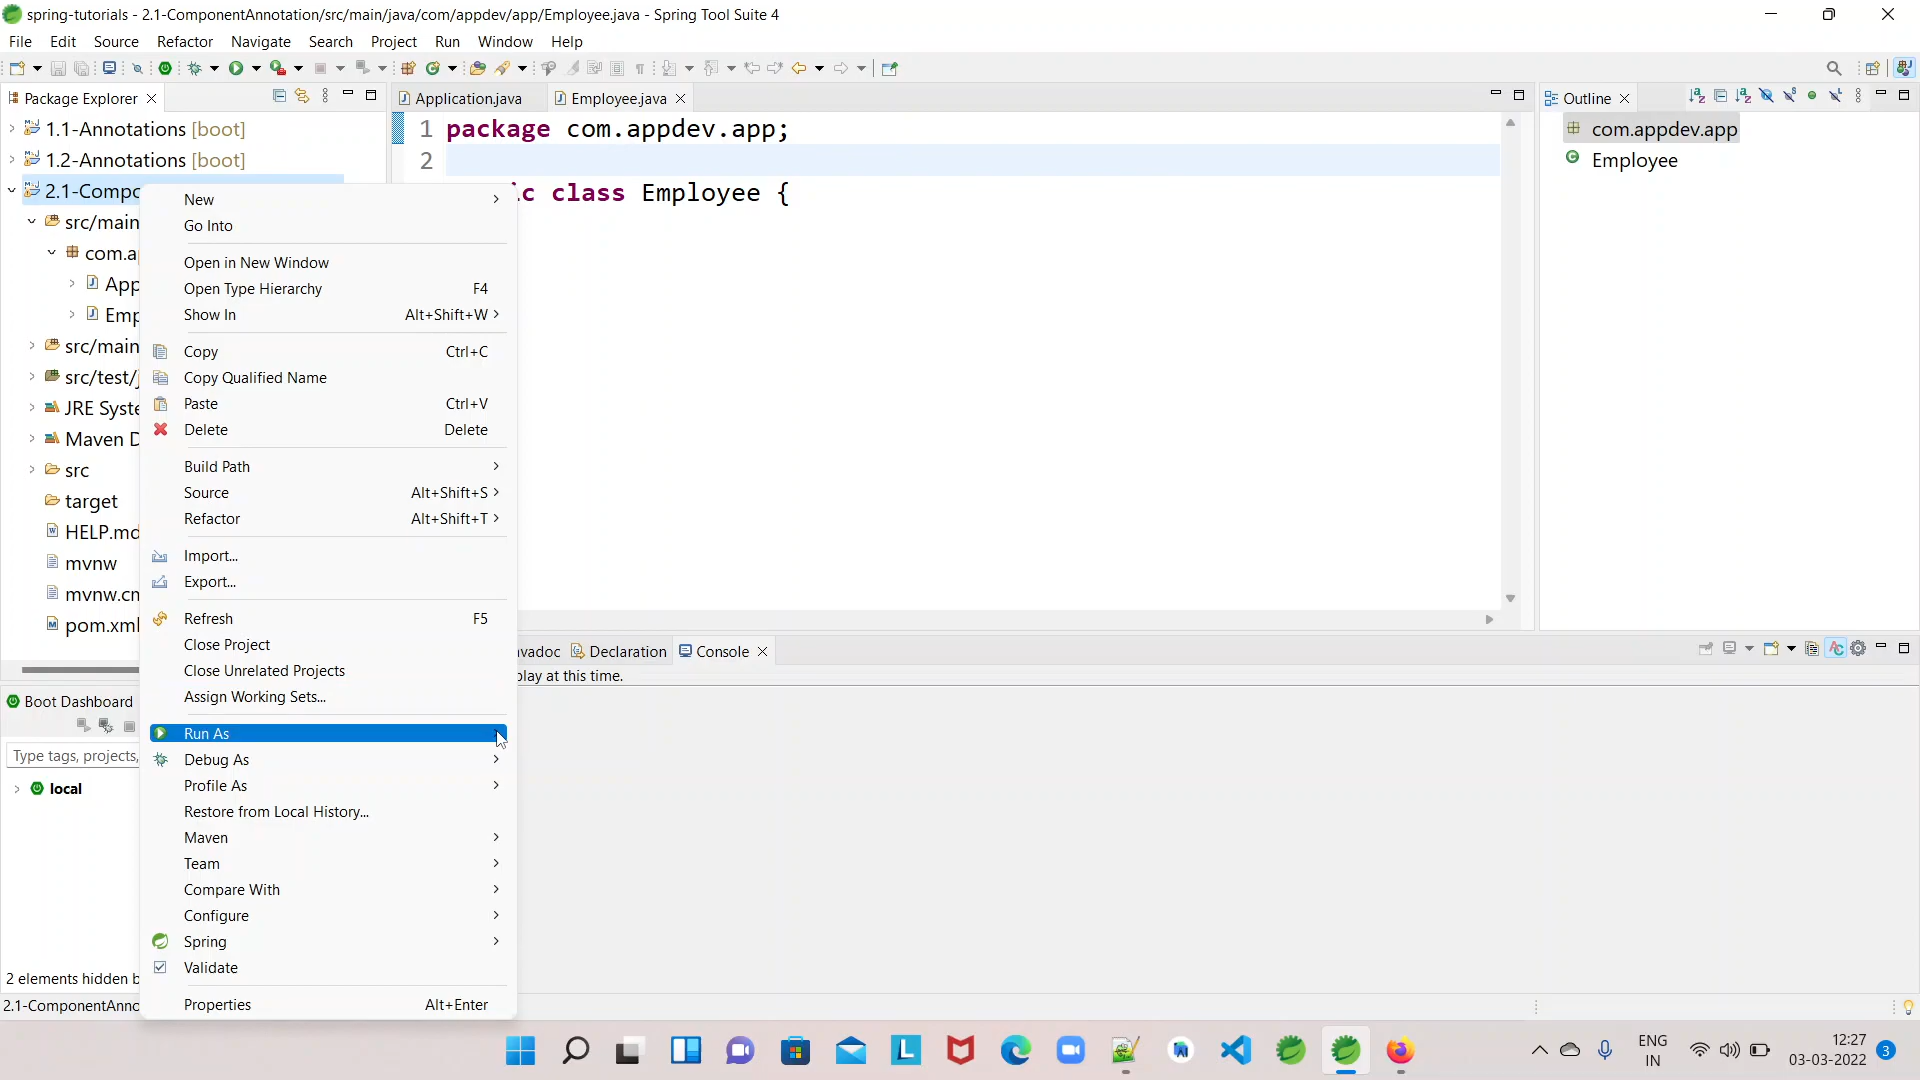 spring-tutorials - 2.1-ComponentAnnotation/src/main/java/com/appdev/app/Employee.java - Spring Tool Suite 4
File Edit Source Refactor Navigate Search Project Run Window Help
Package Explorer
1.1-Annotations [boot]
1.2-Annotations [boot]
2.1-Compo
src/main
com.a
App
Emp
src/main
src/test/j
JRE Syste
Maven D
src
target
HELP.md
mvnw
mvnw.cm
pom.xml
Boot Dashboard
Type tags, projects,
local
2 elements hidden b
2.1-ComponentAnno
New
Go Into
Open in New Window
Open Type Hierarchy F4
Show In Alt+Shift+W
Copy Ctrl+C
Copy Qualified Name
Paste Ctrl+V
Delete Delete
Build Path
Source Alt+Shift+S
Refactor Alt+Shift+T
Import...
Export...
Refresh F5
Close Project
Close Unrelated Projects
Assign Working Sets...
Run As
Debug As
Profile As
Restore from Local History...
Maven
Team
Compare With
Configure
Spring
Validate
Properties Alt+Enter
Application.java Employee.java
1 package com.appdev.app;
2
ic class Employee {
vadoc Declaration Console
play at this time.
Outline
com.appdev.app
Employee
ENG
IN
12:27
03-03-2022
3